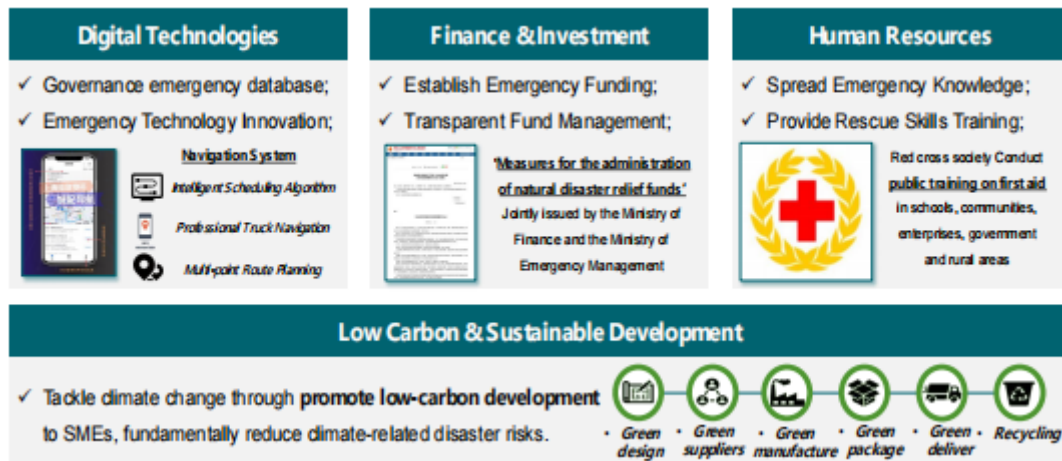 Digital Technologies
✓ Governance emergency database;
✓ Emergency Technology Innovation;
Navigation System
Intelligent Scheduling Algorithm
Professional Truck Navigation
Multi-point Route Planning
Finance & Investment
✓ Establish Emergency Funding;
✓ Transparent Fund Management;
"Measures for the administration
of natural disaster relief funds"
Jointly issued by the Ministry of
Finance and the Ministry of
Emergency Management
Human Resources
✓ Spread Emergency Knowledge;
✓ Provide Rescue Skills Training;
Red cross society Conduct
public training on first aid
in schools, communities,
enterprises, government
and rural areas
Low Carbon & Sustainable Development
✓ Tackle climate change through promote low-carbon development
to SMEs, fundamentally reduce climate-related disaster risks.
• Green design
• Green suppliers
• Green manufacture
• Green package
• Green deliver
• Recycling